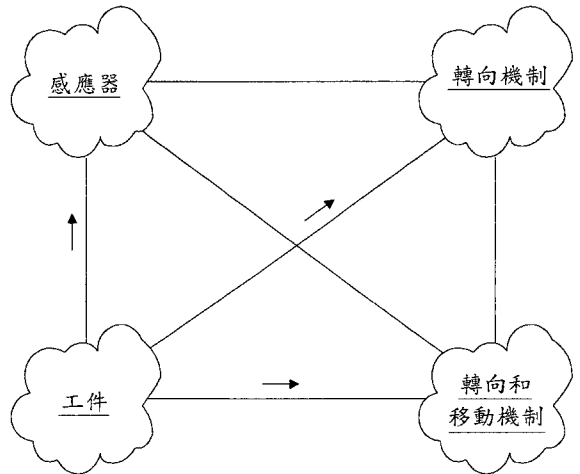 感應器
轉向機制
工件
轉向和
移動機制